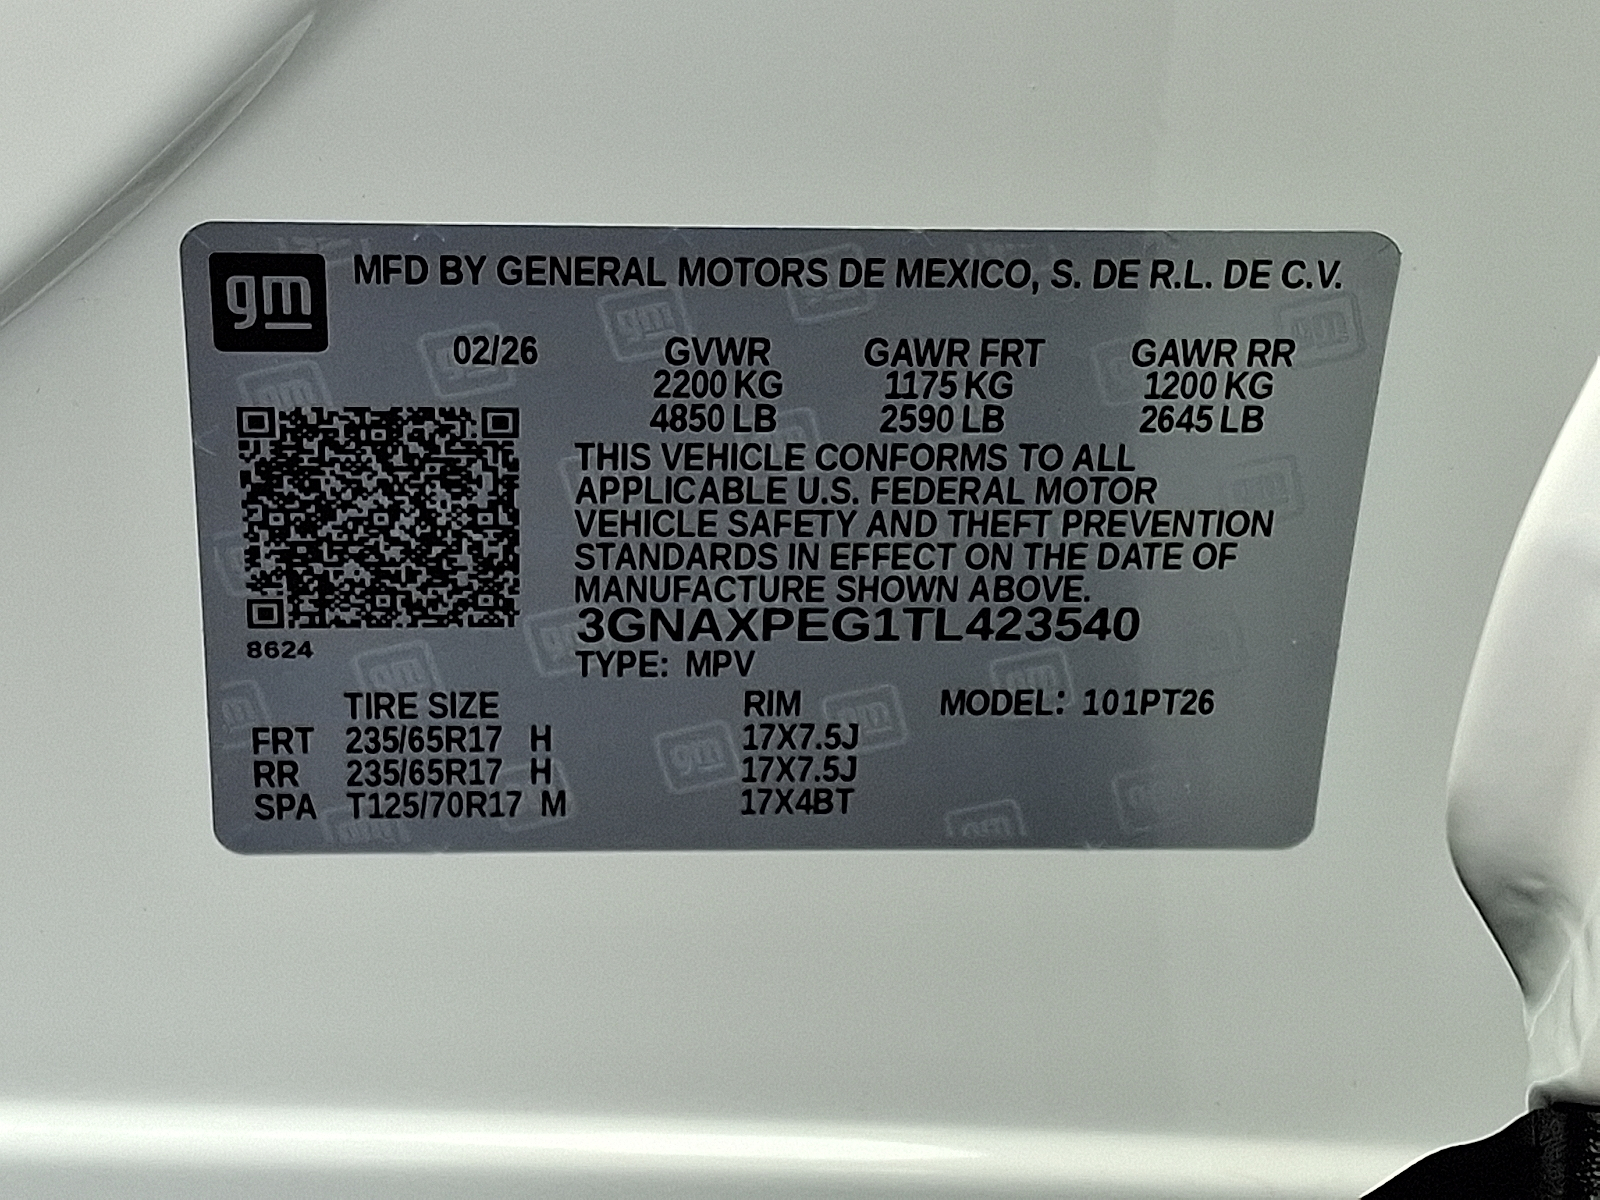 gm
MFD BY GENERAL MOTORS DE MEXICO, S. DE R.L. DE C.V.
02/26 GVWR GAWR FRT GAWR RR
2200 KG 1175 KG 1200 KG
4850 LB 2590 LB 2645 LB
THIS VEHICLE CONFORMS TO ALL
APPLICABLE U.S. FEDERAL MOTOR
VEHICLE SAFETY AND THEFT PREVENTION
STANDARDS IN EFFECT ON THE DATE OF
MANUFACTURE SHOWN ABOVE.
3GNAXPEG1TL423540
8624
TYPE: MPV
TIRE SIZE RIM MODEL: 101PT26
FRT 235/65R17 H 17X7.5J
RR 235/65R17 H 17X7.5J
SPA T125/70R17 M 17X4BT